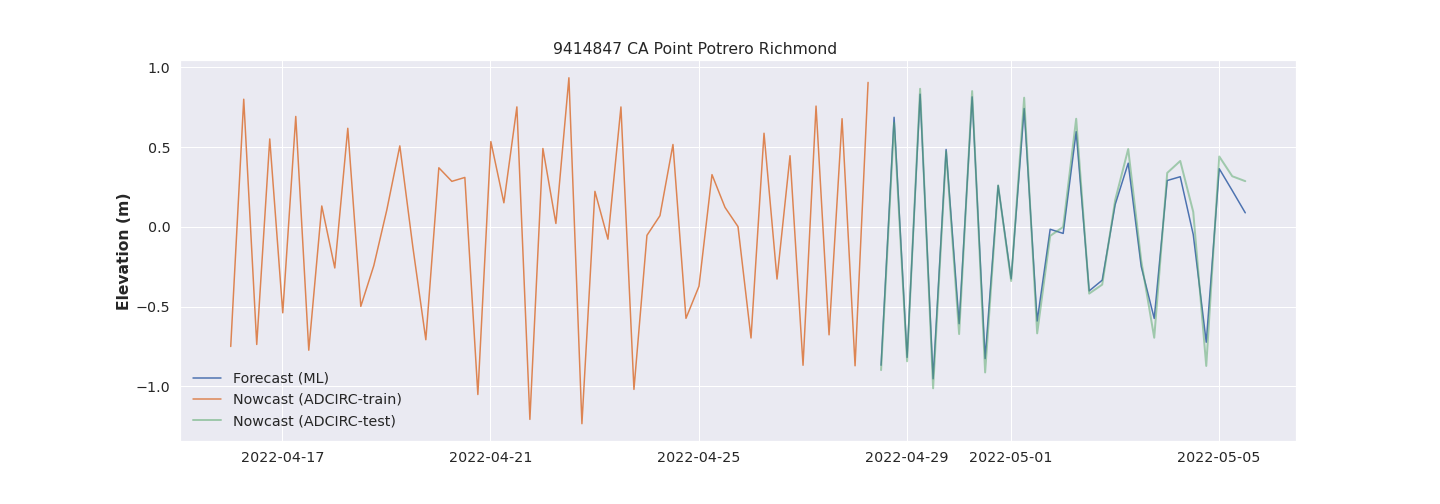 9414847 CA Point Potrero Richmond
1.0
0.5
0.0
−0.5
−1.0
Elevation (m)
Forecast (ML)
Nowcast (ADCIRC-train)
Nowcast (ADCIRC-test)
2022-04-17 2022-04-21 2022-04-25 2022-04-29 2022-05-01 2022-05-05